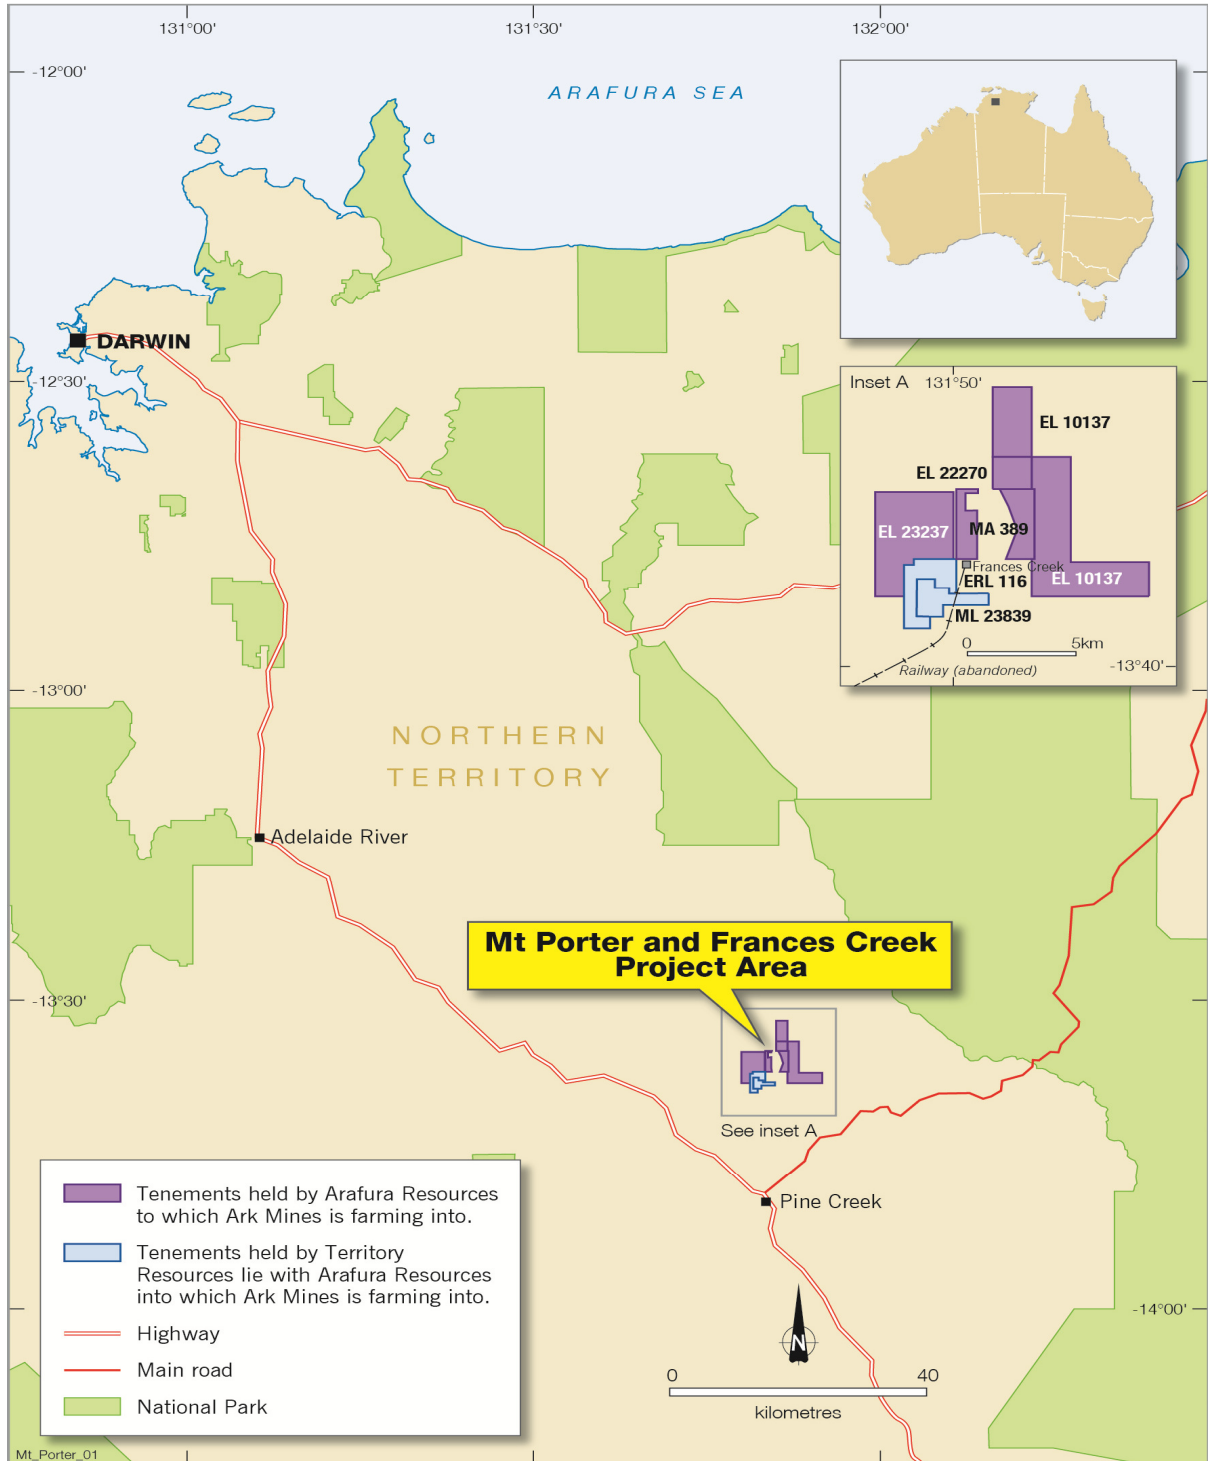 131°00'
131°30'
132°00'
-12°00'
ARAFURA SEA
DARWIN
-12°30'
Inset A
131°50'
EL 10137
EL 22270
EL 23237
MA 389
Frances Creek
EL 10137
ERL 116
ML 23839
0
5km
-13°40'
Railway (abandoned)
-13°00'
NORTHERN
TERRITORY
Adelaide River
Mt Porter and Frances Creek
Project Area
-13°30'
See inset A
Pine Creek
Tenements held by Arafura Resources
to which Ark Mines is farming into.
Tenements held by Territory
Resources lie with Arafura Resources
into which Ark Mines is farming into.
Highway
Main road
National Park
-14°00'
N
0
40
kilometres
Mt_Porter_01